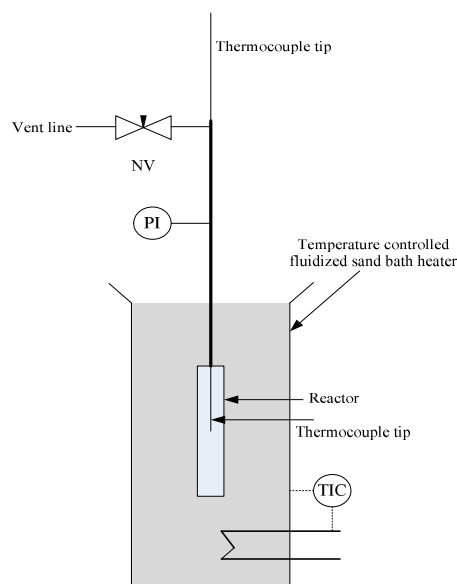 Thermocouple tip
Vent line
NV
PI
Temperature controlled
fluidized sand bath heater
Reactor
Thermocouple tip
TIC